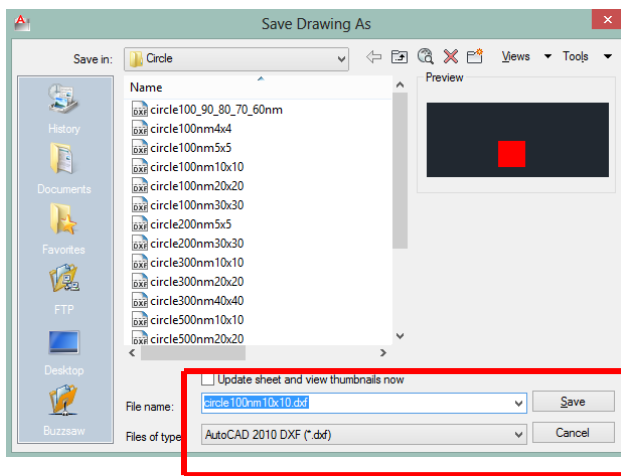 Save Drawing As
Save in: Circle Views Tools
Name
Preview
History
Documents
Favorites
FTP
Desktop
Buzzsaw
circle100_90_80_70_60nm
circle100nm4x4
circle100nm5x5
circle100nm10x10
circle100nm20x20
circle100nm30x30
circle200nm5x5
circle200nm30x30
circle300nm10x10
circle300nm20x20
circle300nm40x40
circle500nm10x10
circle500nm20x20
Update sheet and view thumbnails now
File name: circle100nm10x10.dxf Save
Files of type AutoCAD 2010 DXF (*.dxf) Cancel